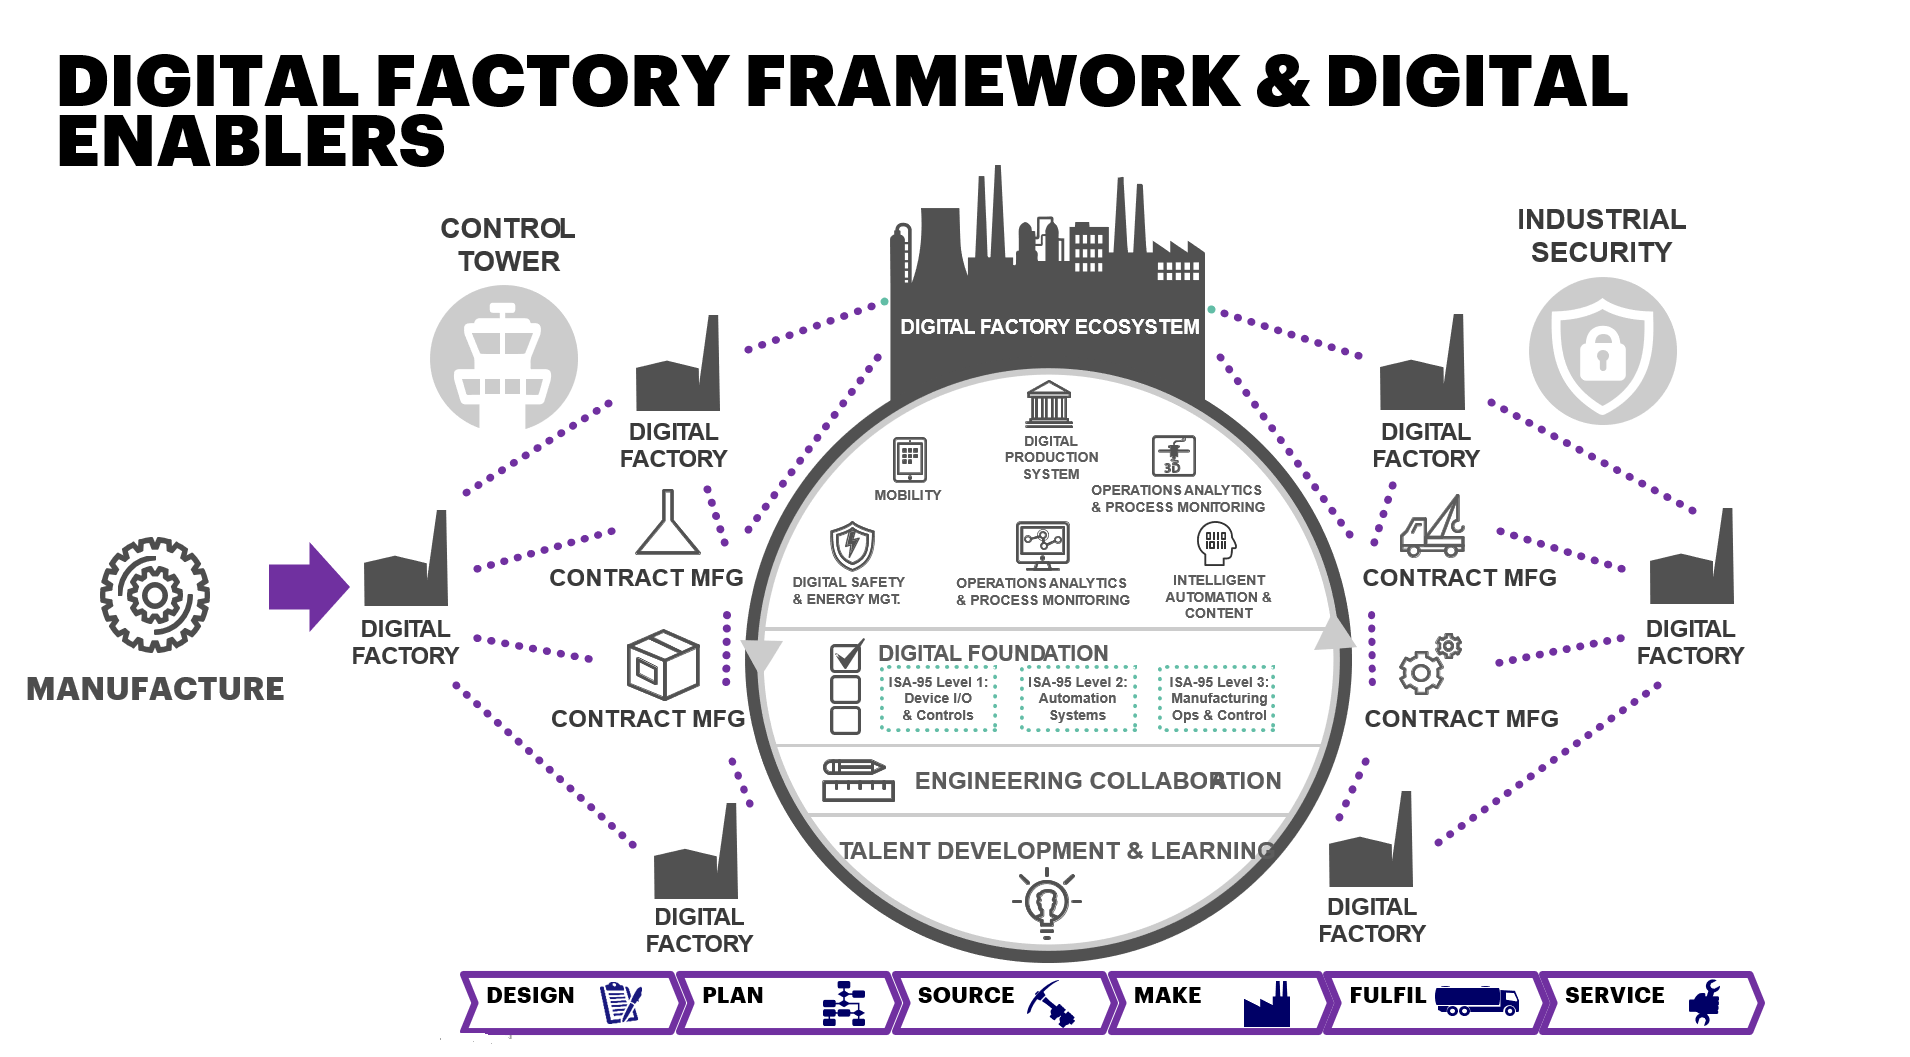 DIGITAL FACTORY FRAMEWORK & DIGITAL
ENABLERS
CONTROL
TOWER
INDUSTRIAL
SECURITY
DIGITAL FACTORY ECOSYSTEM
DIGITAL
FACTORY
DIGITAL
FACTORY
DIGITAL
PRODUCTION
SYSTEM
MOBILITY
3D
OPERATIONS ANALYTICS
& PROCESS MONITORING
CONTRACT MFG
DIGITAL SAFETY
& ENERGY MGT.
OPERATIONS ANALYTICS
& PROCESS MONITORING
0110
1011
INTELLIGENT
AUTOMATION &
CONTENT
CONTRACT MFG
DIGITAL
FACTORY
DIGITAL
FACTORY
MANUFACTURE
DIGITAL FOUNDATION
ISA-95 Level 1:
Device I/O
& Controls
ISA-95 Level 2:
Automation
Systems
ISA-95 Level 3:
Manufacturing
Ops & Control
CONTRACT MFG
CONTRACT MFG
ENGINEERING COLLABORATION
TALENT DEVELOPMENT & LEARNING
DIGITAL
FACTORY
DIGITAL
FACTORY
DESIGN
PLAN
SOURCE
MAKE
FULFIL
SERVICE